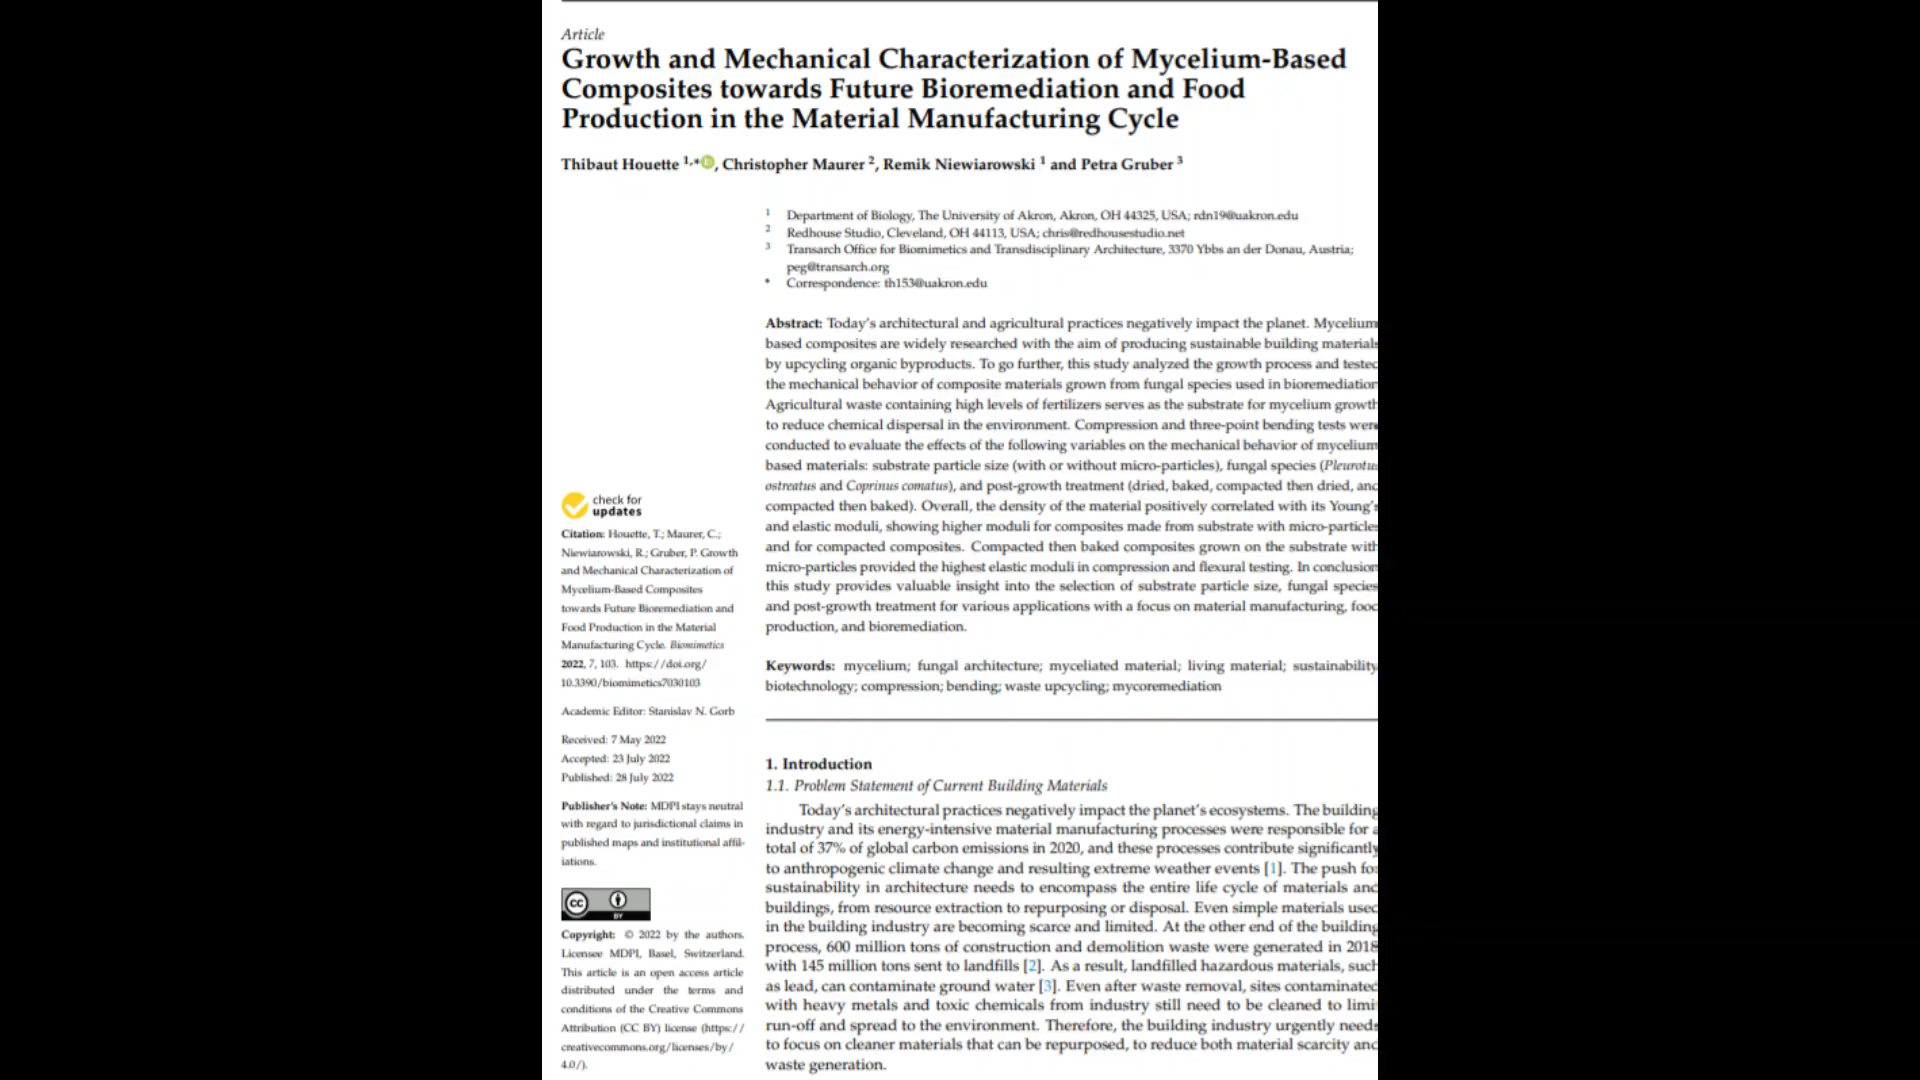 Article
Growth and Mechanical Characterization of Mycelium-Based
Composites towards Future Bioremediation and Food
Production in the Material Manufacturing Cycle
Thibaut Houette 1,*, Christopher Maurer 2, Remik Niewiarowski 1 and Petra Gruber 3
1 Department of Biology, The University of Akron, Akron, OH 44325, USA; rdn19@uakron.edu
2 Redhouse Studio, Cleveland, OH 44113, USA; chris@redhousestudio.net
3 Transarch Office for Biomimetics and Transdisciplinary Architecture, 3370 Ybbs an der Donau, Austria;
peg@transarch.org
* Correspondence: th153@uakron.edu
Abstract: Today's architectural and agricultural practices negatively impact the planet. Mycelium
based composites are widely researched with the aim of producing sustainable building materials
by upcycling organic byproducts. To go further, this study analyzed the growth process and tested
the mechanical behavior of composite materials grown from fungal species used in bioremediation
Agricultural waste containing high levels of fertilizers serves as the substrate for mycelium growth
to reduce chemical dispersal in the environment. Compression and three-point bending tests were
conducted to evaluate the effects of the following variables on the mechanical behavior of mycelium
based materials: substrate particle size (with or without micro-particles), fungal species (Pleurotus
ostreatus and Coprinus comatus), and post-growth treatment (dried, baked, compacted then dried, and
compacted then baked). Overall, the density of the material positively correlated with its Young's
and elastic moduli, showing higher moduli for composites made from substrate with micro-particles
and for compacted composites. Compacted then baked composites grown on the substrate with
micro-particles provided the highest elastic moduli in compression and flexural testing. In conclusion
this study provides valuable insight into the selection of substrate particle size, fungal species
and post-growth treatment for various applications with a focus on material manufacturing, food
production, and bioremediation.
Keywords: mycelium; fungal architecture; myceliated material; living material; sustainability
biotechnology; compression; bending; waste upcycling; mycoremediation
check for
updates
Citation: Houette, T.; Maurer, C.;
Niewiarowski, R.; Gruber, P. Growth
and Mechanical Characterization of
Mycelium-Based Composites
towards Future Bioremediation and
Food Production in the Material
Manufacturing Cycle. Biomimetics
2022, 7, 103. https://doi.org/
10.3390/biomimetics7030103
Academic Editor: Stanislav N. Gorb
Received: 7 May 2022
Accepted: 23 July 2022
Published: 28 July 2022
Publisher's Note: MDPI stays neutral
with regard to jurisdictional claims in
published maps and institutional affil-
iations.
cc BY
Copyright: © 2022 by the authors.
Licensee MDPI, Basel, Switzerland.
This article is an open access article
distributed under the terms and
conditions of the Creative Commons
Attribution (CC BY) license (https://
creativecommons.org/licenses/by/
4.0/).
1. Introduction
1.1. Problem Statement of Current Building Materials
Today's architectural practices negatively impact the planet's ecosystems. The building
industry and its energy-intensive material manufacturing processes were responsible for a
total of 37% of global carbon emissions in 2020, and these processes contribute significantly
to anthropogenic climate change and resulting extreme weather events [1]. The push for
sustainability in architecture needs to encompass the entire life cycle of materials and
buildings, from resource extraction to repurposing or disposal. Even simple materials used
in the building industry are becoming scarce and limited. At the other end of the building
process, 600 million tons of construction and demolition waste were generated in 2018
with 145 million tons sent to landfills [2]. As a result, landfilled hazardous materials, such
as lead, can contaminate ground water [3]. Even after waste removal, sites contaminated
with heavy metals and toxic chemicals from industry still need to be cleaned to limit
run-off and spread to the environment. Therefore, the building industry urgently needs
to focus on cleaner materials that can be repurposed, to reduce both material scarcity and
waste generation.